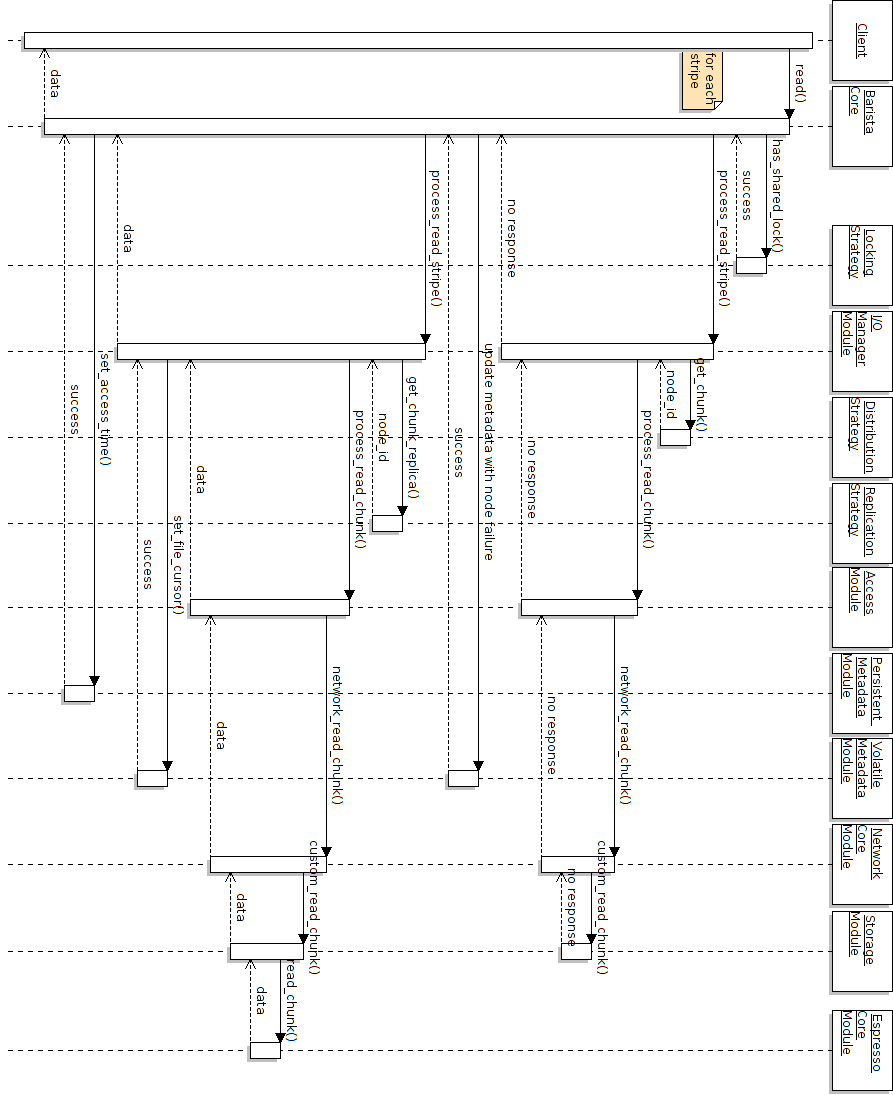 Client
Barista
Core
Locking
Strategy
I/O
Manager
Module
Distribution
Strategy
Replication
Strategy
Access
Module
Persistent
Metadata
Module
Volatile
Metadata
Module
Network
Core
Module
Storage
Module
Espresso
Core
Module
read()
for each
stripe
has_shared_lock()
success
process_read_stripe()
get_chunk()
node_id
process_read_chunk()
network_read_chunk()
custom_read_chunk()
no response
no response
no response
no response
update metadata with node failure
success
process_read_stripe()
get_chunk_replica()
node_id
process_read_chunk()
network_read_chunk()
custom_read_chunk()
read_chunk()
data
data
data
data
set_file_cursor()
success
data
set_access_time()
success
data